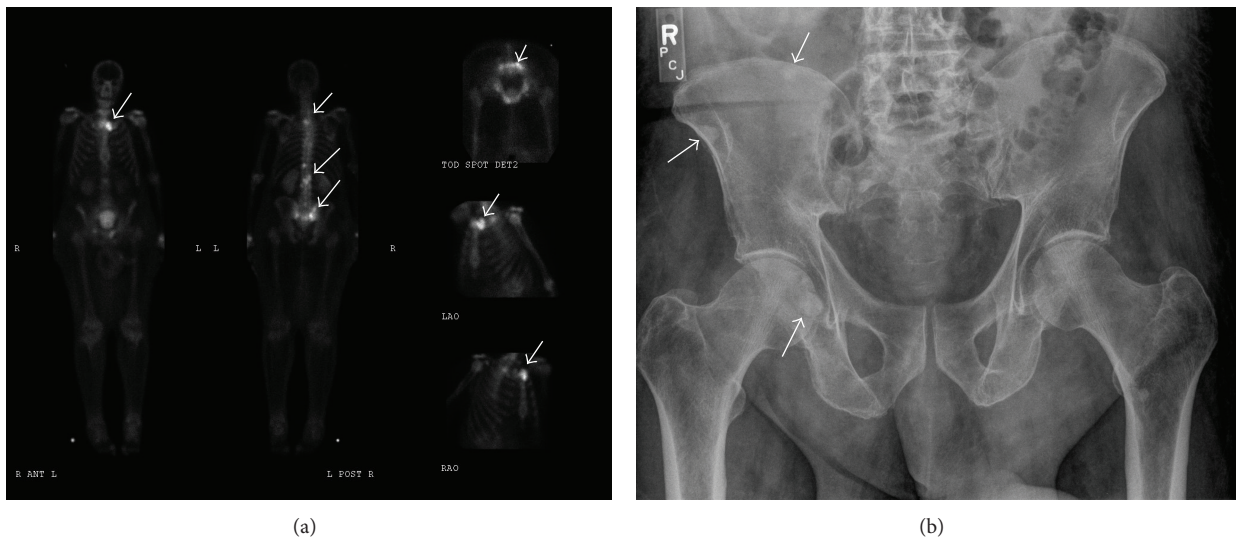 TOD SPOT DET2
R
L
L
R
LAO
RAO
R ANT L
L POST R
R
P
C
J
(a)
(b)